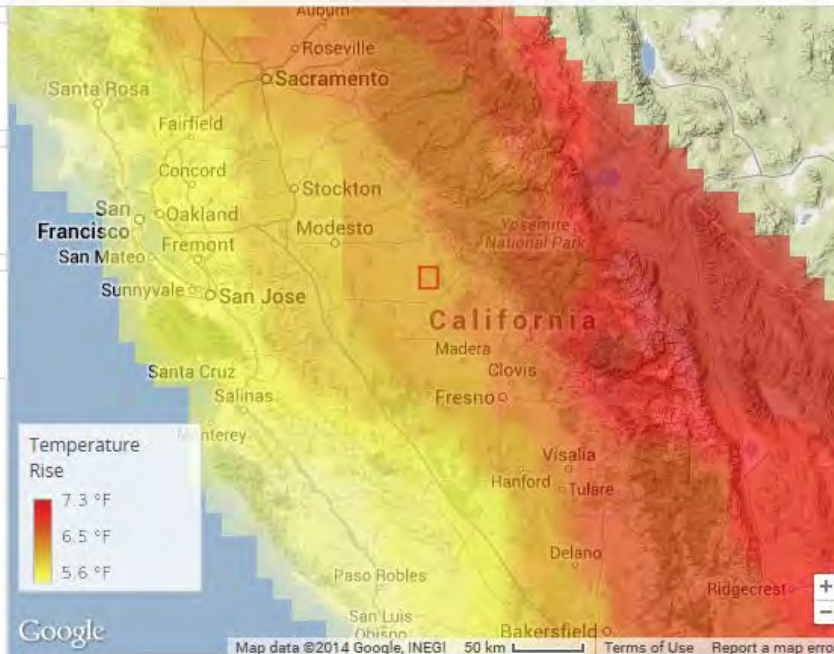 Auburn
Roseville
Sacramento
Santa Rosa
Fairfield
Concord
Stockton
San
Francisco
Oakland
Modesto
Yosemite
National Park
San Mateo
Fremont
Sunnyvale
San Jose
California
Madera
Santa Cruz
Clovis
Salinas
Fresno
Monterey
Temperature
Rise
7.3 °F
6.5 °F
5.6 °F
Visalia
Hanford
Tulare
Delano
Paso Robles
Ridgecrest
+
−
San Luis
Obispo
Bakersfield
Google
Map data ©2014 Google, INEGI 50 km Terms of Use Report a map error